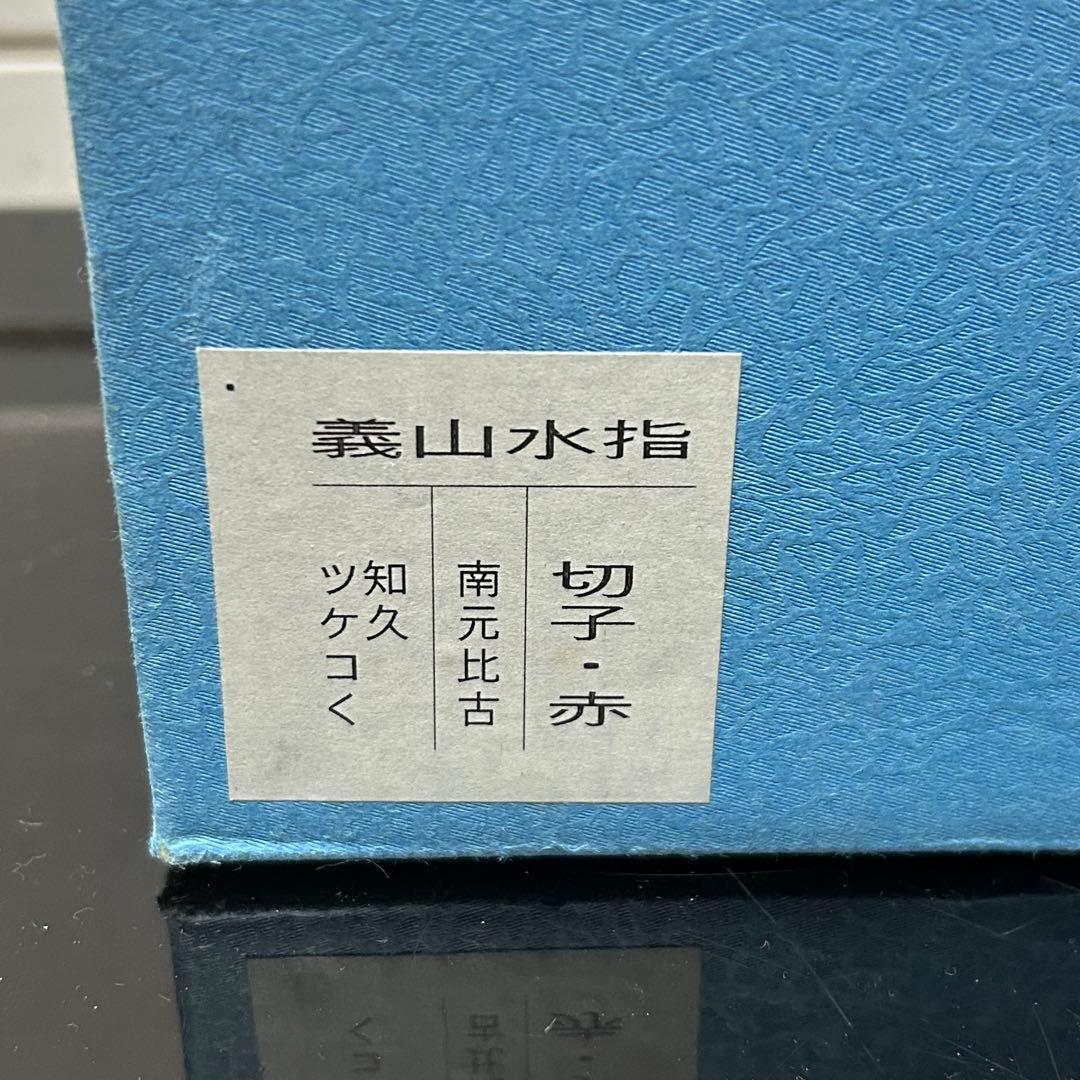 義山水指
切子・赤
南元比古
知久
ツケコく